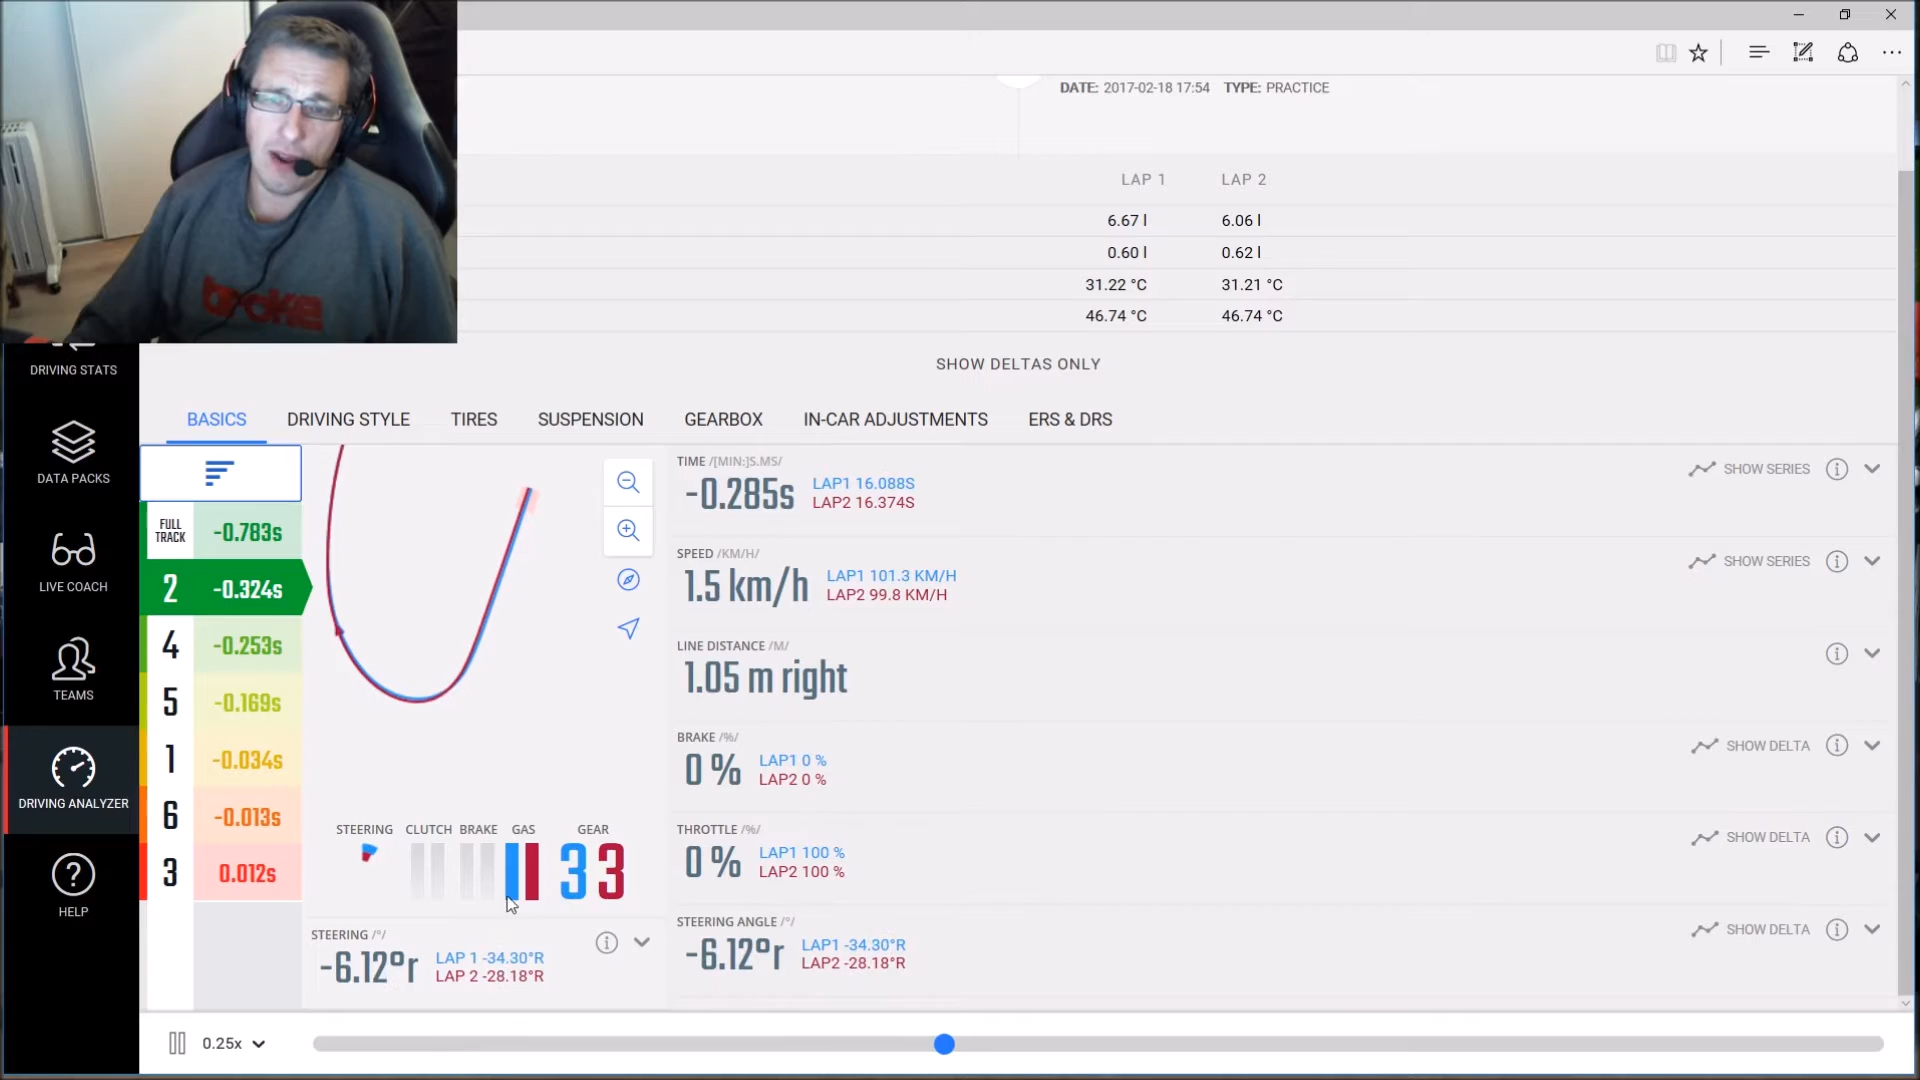 DATE: 2017-02-18 17:54 TYPE: PRACTICE
LAP 1 LAP 2
6.67 l 6.06 l
0.60 l 0.62 l
31.22 °C 31.21 °C
46.74 °C 46.74 °C
SHOW DELTAS ONLY
BASICS DRIVING STYLE TIRES SUSPENSION GEARBOX IN-CAR ADJUSTMENTS ERS & DRS
DRIVING STATS
DATA PACKS
LIVE COACH
TEAMS
DRIVING ANALYZER
HELP
FULL TRACK -0.783s
2 -0.324s
4 -0.253s
5 -0.169s
1 -0.034s
6 -0.013s
3 0.012s
STEERING CLUTCH BRAKE GAS GEAR
3 3
STEERING /°/
-6.12°r LAP 1 -34.30°R
LAP 2 -28.18°R
TIME /[MIN:]S.MS/
-0.285s LAP1 16.088S
LAP2 16.374S
SHOW SERIES
SPEED /KM/H/
1.5 km/h LAP1 101.3 KM/H
LAP2 99.8 KM/H
SHOW SERIES
LINE DISTANCE /M/
1.05 m right
BRAKE /%/
0 % LAP1 0 %
LAP2 0 %
SHOW DELTA
THROTTLE /%/
0 % LAP1 100 %
LAP2 100 %
SHOW DELTA
STEERING ANGLE /°/
-6.12°r LAP1 -34.30°R
LAP2 -28.18°R
SHOW DELTA
0.25x